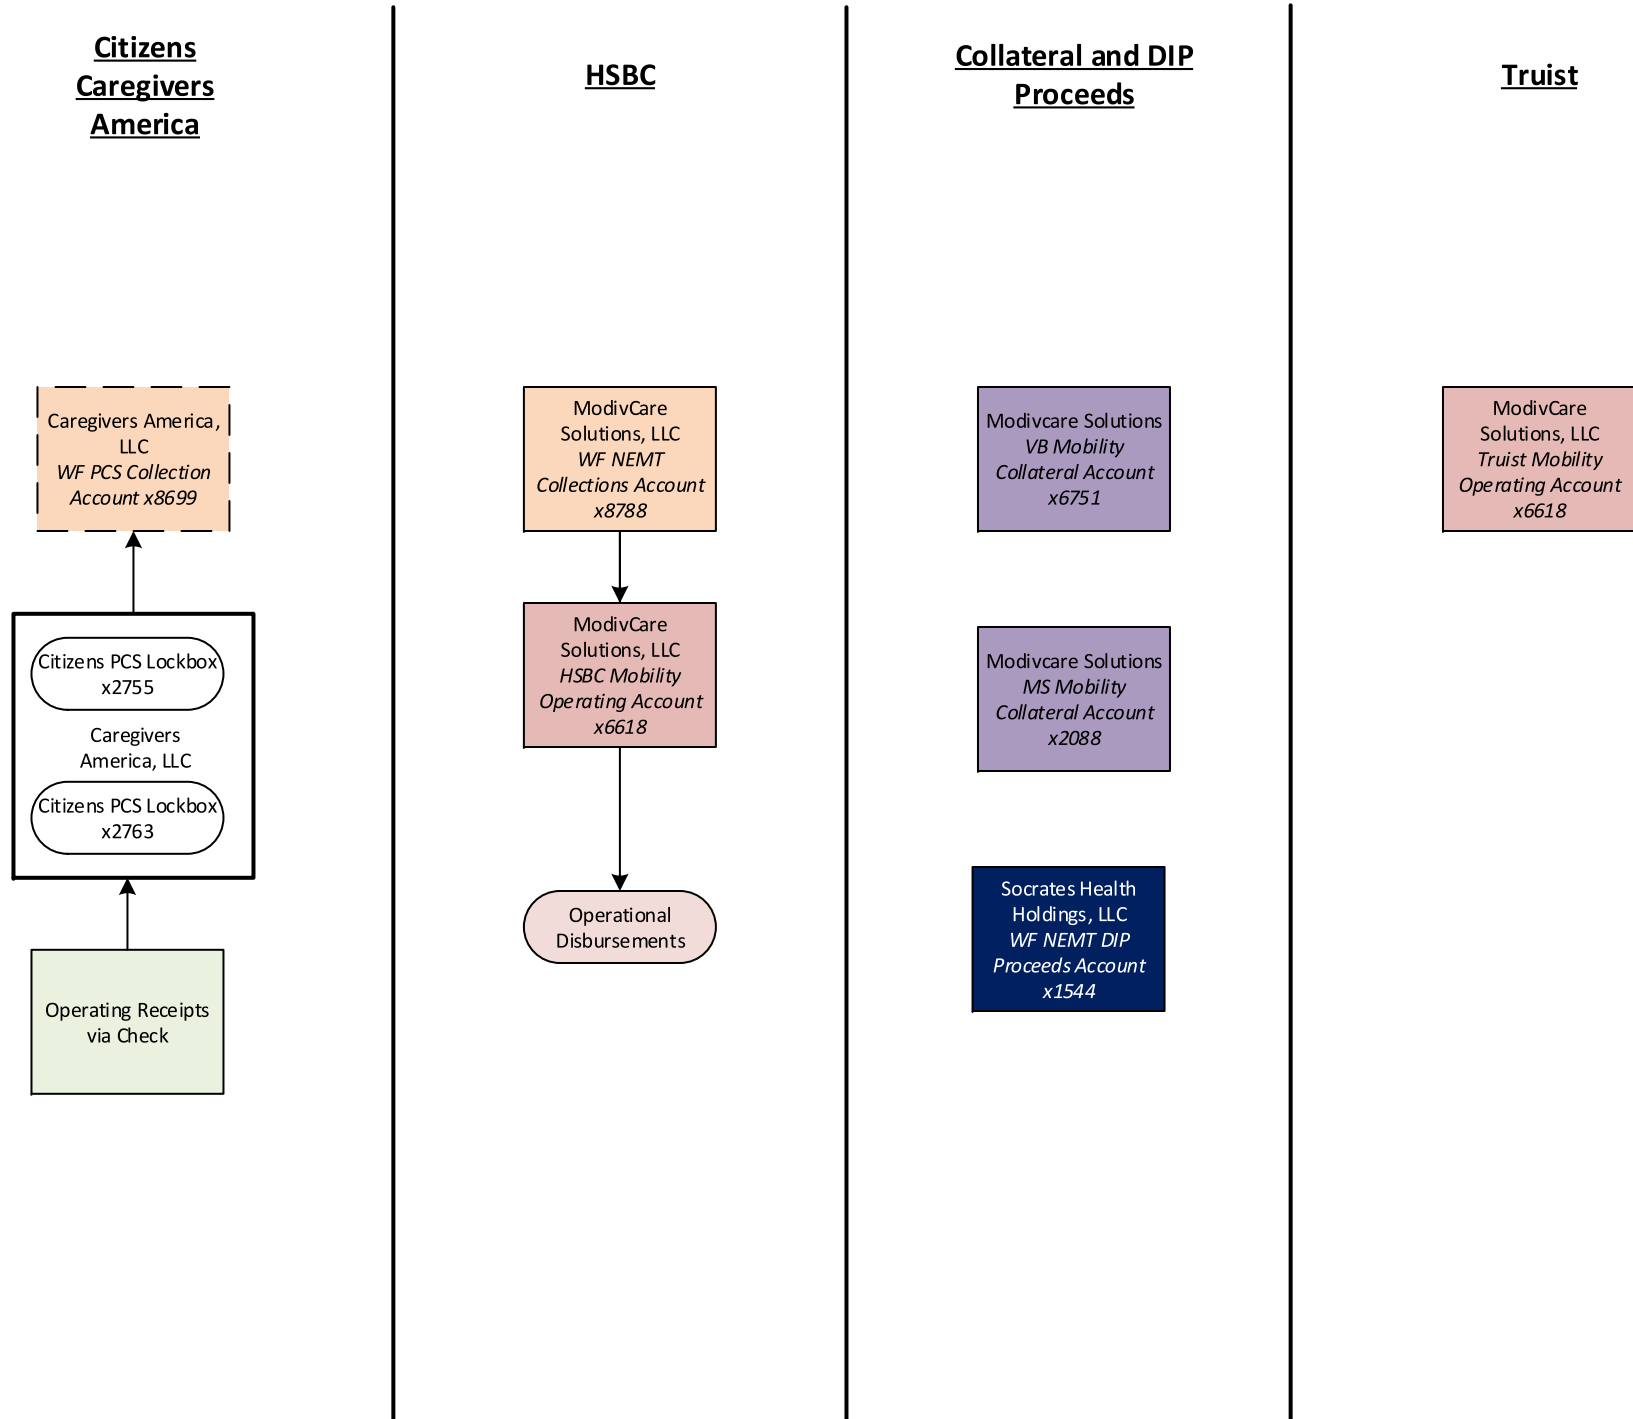 Citizens
Caregivers
America
Caregivers America,
LLC
WF PCS Collection
Account x8699
Citizens PCS Lockbox
x2755
Caregivers
America, LLC
Citizens PCS Lockbox
x2763
Operating Receipts
via Check
HSBC
ModivCare
Solutions, LLC
WF NEMT
Collections Account
x8788
ModivCare
Solutions, LLC
HSBC Mobility
Operating Account
x6618
Operational
Disbursements
Collateral and DIP
Proceeds
Modivcare Solutions
VB Mobility
Collateral Account
x6751
Modivcare Solutions
MS Mobility
Collateral Account
x2088
Socrates Health
Holdings, LLC
WF NEMT DIP
Proceeds Account
x1544
Truist
ModivCare
Solutions, LLC
Truist Mobility
Operating Account
x6618